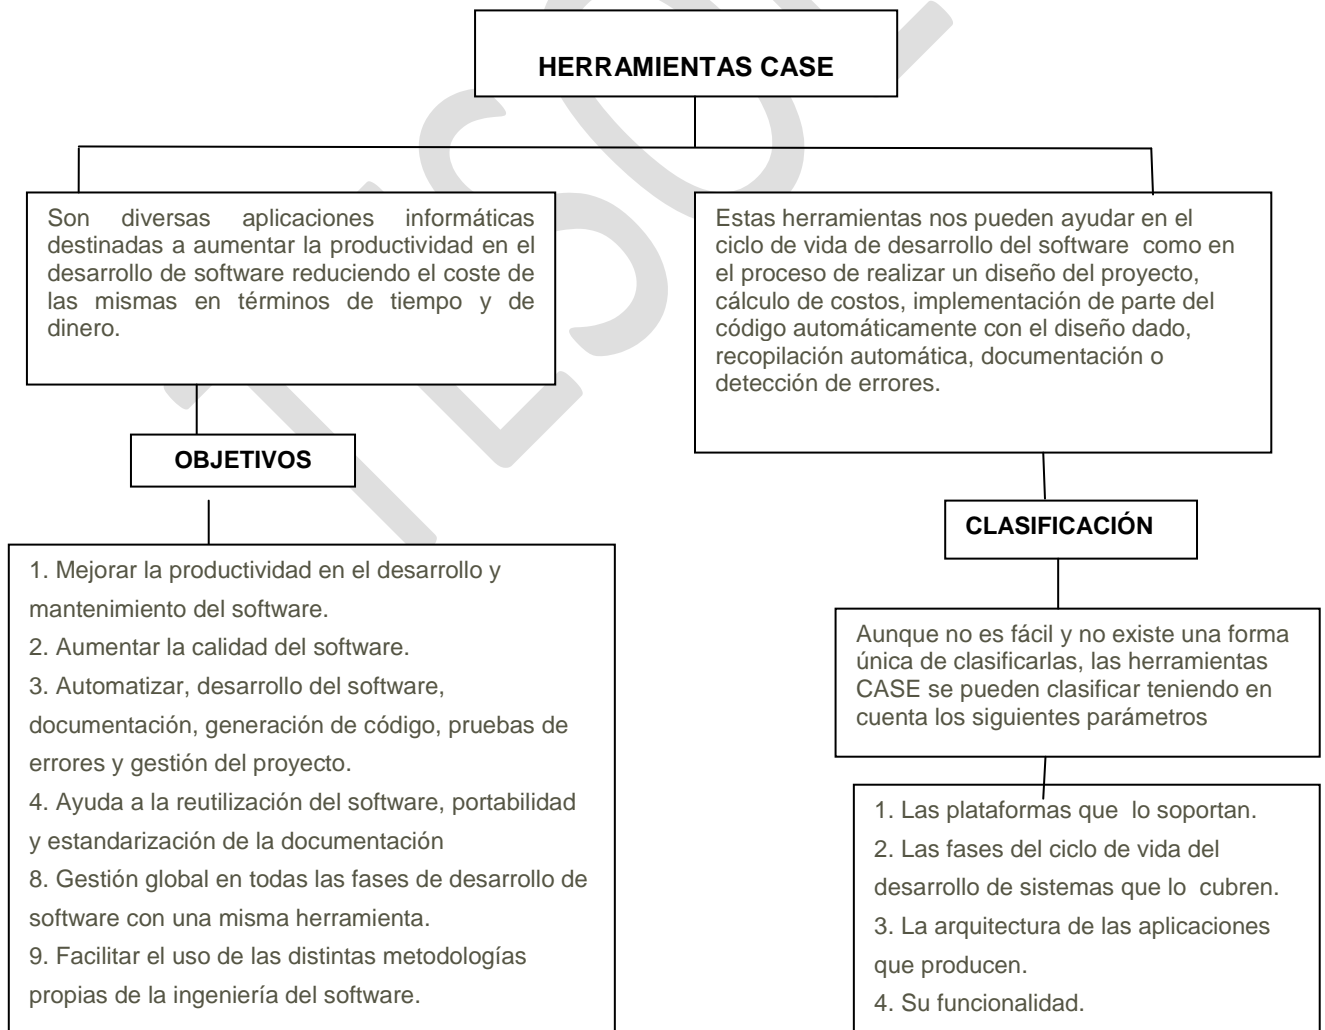 HERRAMIENTAS CASE
Son diversas aplicaciones informáticas
destinadas a aumentar la productividad en el
desarrollo de software reduciendo el coste de
las mismas en términos de tiempo y de
dinero.
Estas herramientas nos pueden ayudar en el
ciclo de vida de desarrollo del software como en
el proceso de realizar un diseño del proyecto,
cálculo de costos, implementación de parte del
código automáticamente con el diseño dado,
recopilación automática, documentación o
detección de errores.
OBJETIVOS
1. Mejorar la productividad en el desarrollo y
mantenimiento del software.
2. Aumentar la calidad del software.
3. Automatizar, desarrollo del software,
documentación, generación de código, pruebas de
errores y gestión del proyecto.
4. Ayuda a la reutilización del software, portabilidad
y estandarización de la documentación
8. Gestión global en todas las fases de desarrollo de
software con una misma herramienta.
9. Facilitar el uso de las distintas metodologías
propias de la ingeniería del software.
CLASIFICACIÓN
Aunque no es fácil y no existe una forma
única de clasificarlas, las herramientas
CASE se pueden clasificar teniendo en
cuenta los siguientes parámetros
1. Las plataformas que lo soportan.
2. Las fases del ciclo de vida del
desarrollo de sistemas que lo cubren.
3. La arquitectura de las aplicaciones
que producen.
4. Su funcionalidad.